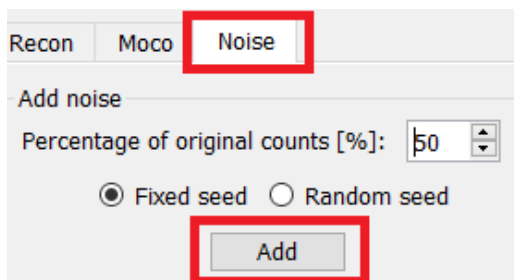 Recon Moco Noise
Add noise
Percentage of original counts [%]: 50
Fixed seed Random seed
Add